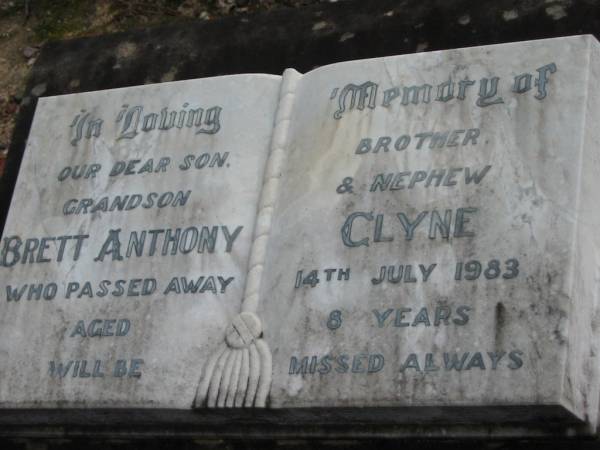 In Loving Memory of
OUR DEAR SON, BROTHER,
GRANDSON & NEPHEW
BRETT ANTHONY CLYNE
WHO PASSED AWAY 14TH JULY 1983
AGED 8 YEARS
WILL BE MISSED ALWAYS